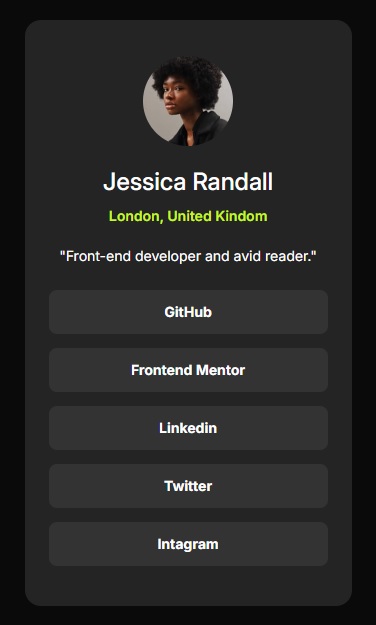 Jessica Randall
London, United Kindom
"Front-end developer and avid reader."
GitHub
Frontend Mentor
Linkedin
Twitter
Intagram